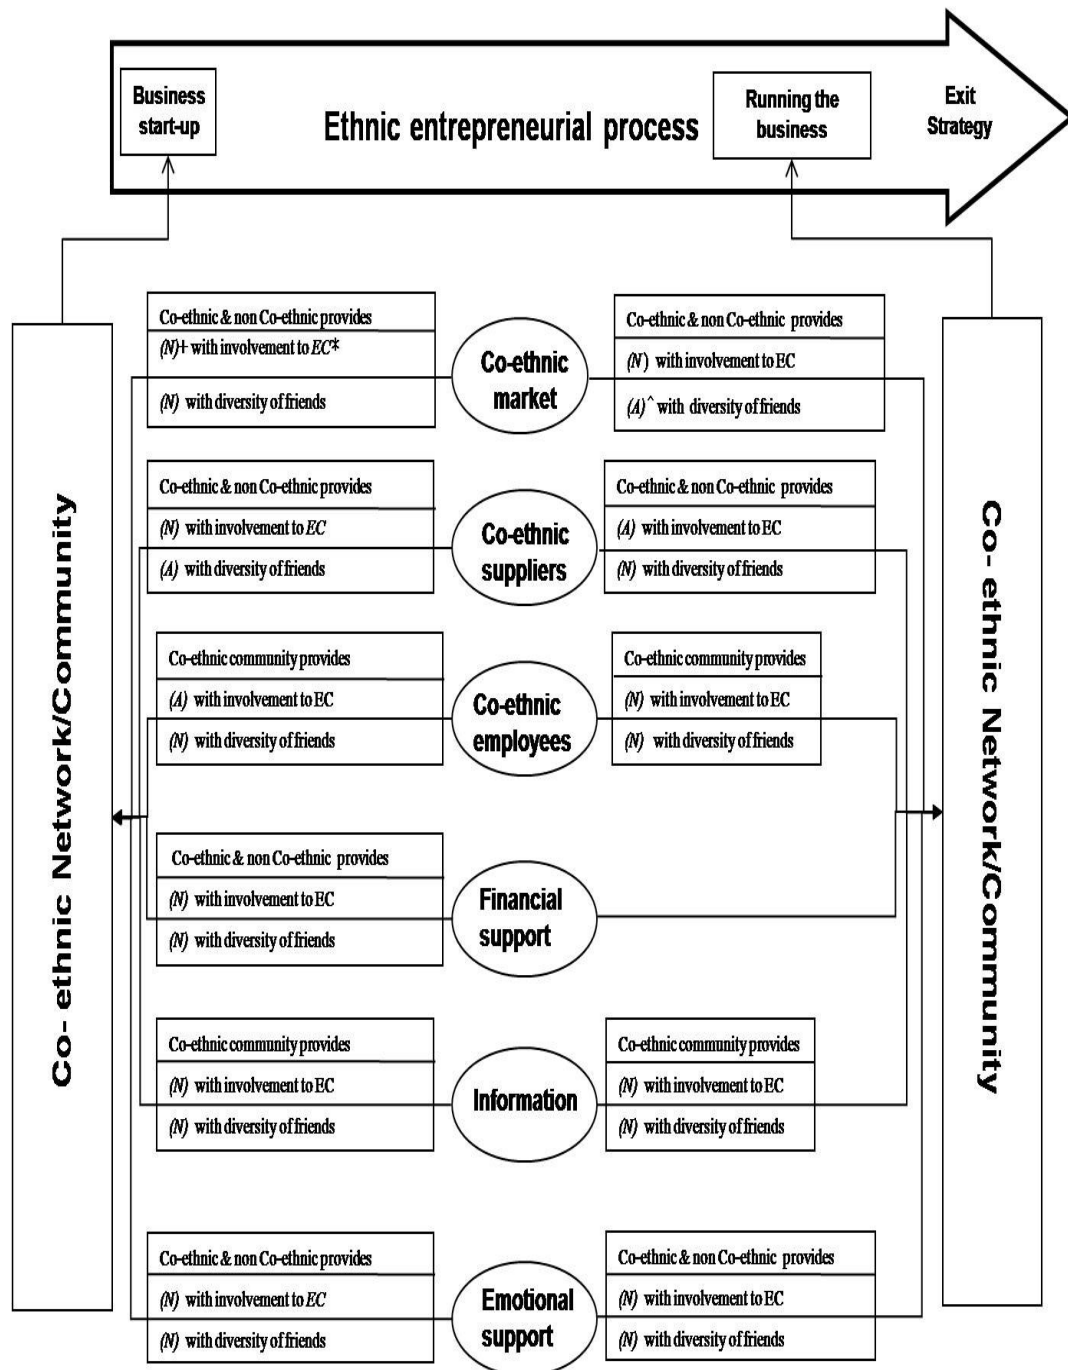 Business
start-up
Ethnic entrepreneurial process
Running the
business
Exit
Strategy
Co- ethnic Network/Community
Co-ethnic & non Co-ethnic provides
(N)+ with involvement to EC*
(N) with diversity of friends
Co-ethnic
market
Co-ethnic & non Co-ethnic provides
(N) with involvement to EC
(A)^ with diversity of friends
Co-ethnic & non Co-ethnic provides
(N) with involvement to EC
(A) with diversity of friends
Co-ethnic
suppliers
Co-ethnic & non Co-ethnic provides
(A) with involvement to EC
(N) with diversity of friends
Co-ethnic community provides
(A) with involvement to EC
(N) with diversity of friends
Co-ethnic
employees
Co-ethnic community provides
(N) with involvement to EC
(N) with diversity of friends
Co-ethnic & non Co-ethnic provides
(N) with involvement to EC
(N) with diversity of friends
Financial
support
Co-ethnic community provides
(N) with involvement to EC
(N) with diversity of friends
Information
Co-ethnic community provides
(N) with involvement to EC
(N) with diversity of friends
Co-ethnic & non Co-ethnic provides
(N) with involvement to EC
(N) with diversity of friends
Emotional
support
Co-ethnic & non Co-ethnic provides
(N) with involvement to EC
(N) with diversity of friends
Co- ethnic Network/Community